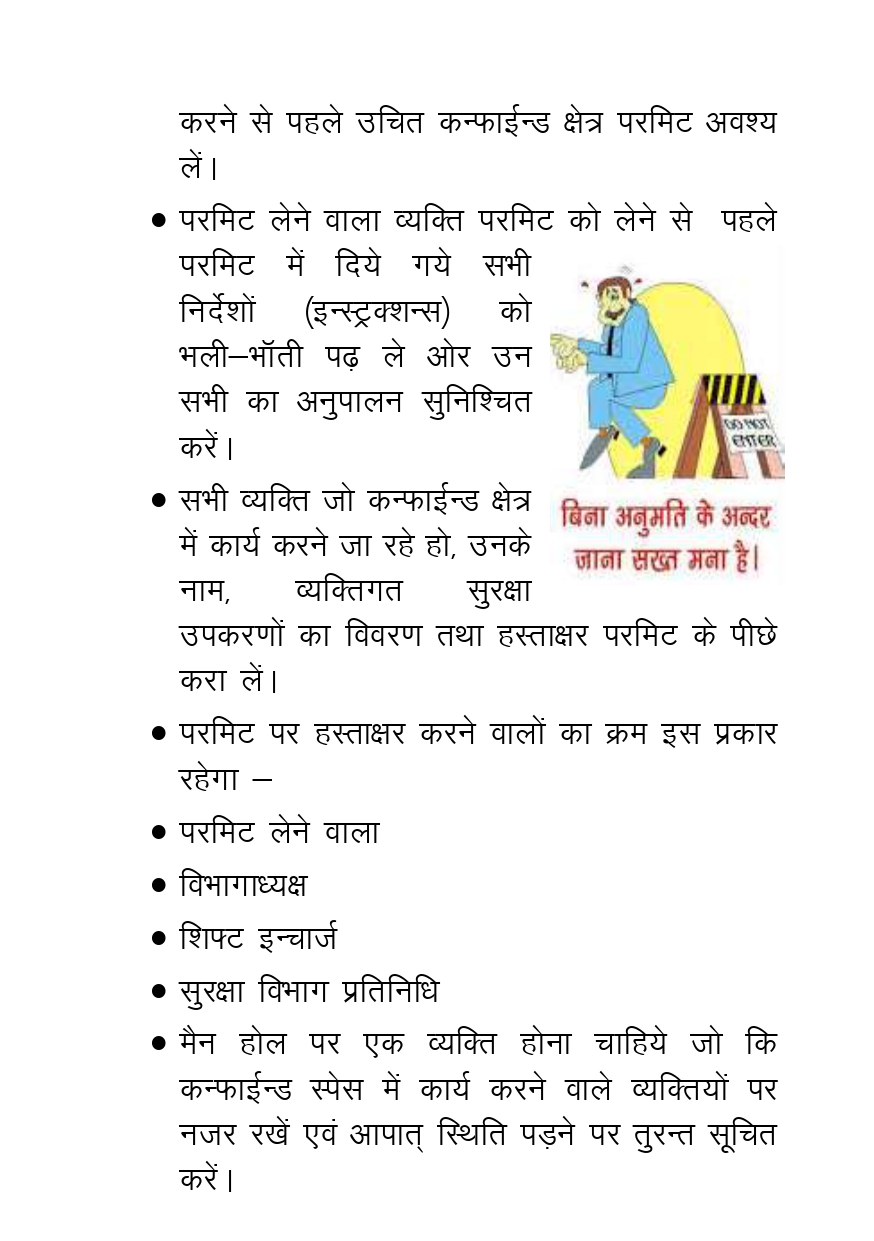 करने से पहले उचित कन्फाईन्ड क्षेत्र परमिट अवश्य
लें।
• परमिट लेने वाला व्यक्ति परमिट को लेने से पहले
परमिट में दिये गये सभी
निर्देशों (इन्स्ट्रक्शन्स) को
भली–भॉती पढ़ ले ओर उन
सभी का अनुपालन सुनिश्चित
करें।
DO NOT
ENTER
बिना अनुमति के अन्दर
जाना सख्त मना है।
• सभी व्यक्ति जो कन्फाईन्ड क्षेत्र
में कार्य करने जा रहे हो, उनके
नाम, व्यक्तिगत सुरक्षा
उपकरणों का विवरण तथा हस्ताक्षर परमिट के पीछे
करा लें।
• परमिट पर हस्ताक्षर करने वालों का क्रम इस प्रकार
रहेगा –
• परमिट लेने वाला
• विभागाध्यक्ष
• शिफ्ट इन्चार्ज
• सुरक्षा विभाग प्रतिनिधि
• मैन होल पर एक व्यक्ति होना चाहिये जो कि
कन्फाईन्ड स्पेस में कार्य करने वाले व्यक्तियों पर
नजर रखें एवं आपात् स्थिति पड़ने पर तुरन्त सूचित
करें।